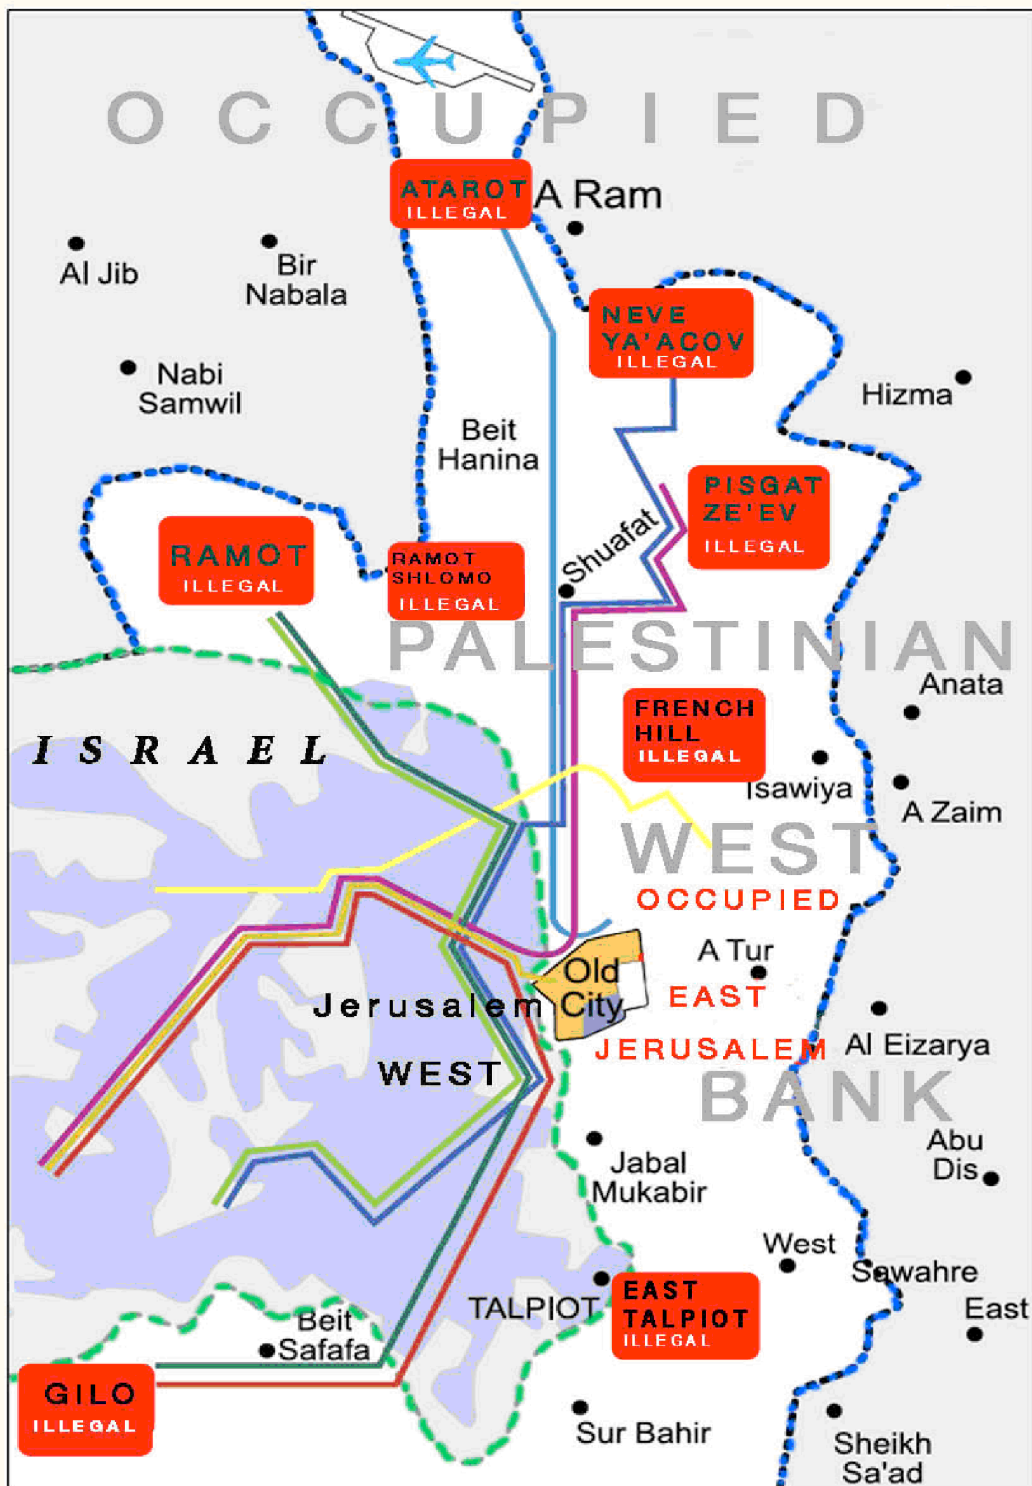 OCCUPIED
ATAROT
ILLEGAL
A Ram
Al Jib
Bir
Nabala
NEVE
YA'ACOV
ILLEGAL
Nabi
Samwil
Hizma
Beit
Hanina
PISGAT
ZE'EV
ILLEGAL
Shuafat
RAMOT
ILLEGAL
RAMOT
SHLOMO
ILLEGAL
PALESTINIAN
Anata
FRENCH
HILL
ILLEGAL
ISRAEL
Isawiya
A Zaim
WEST
OCCUPIED
A Tur
Old
City
EAST
Jerusalem
JERUSALEM
Al Eizarya
WEST
BANK
Abu
Dis
Jabal
Mukabir
West
Sawahre
East
TALPIOT
EAST
TALPIOT
ILLEGAL
Beit
Safafa
GILO
ILLEGAL
Sur Bahir
Sheikh
Sa'ad